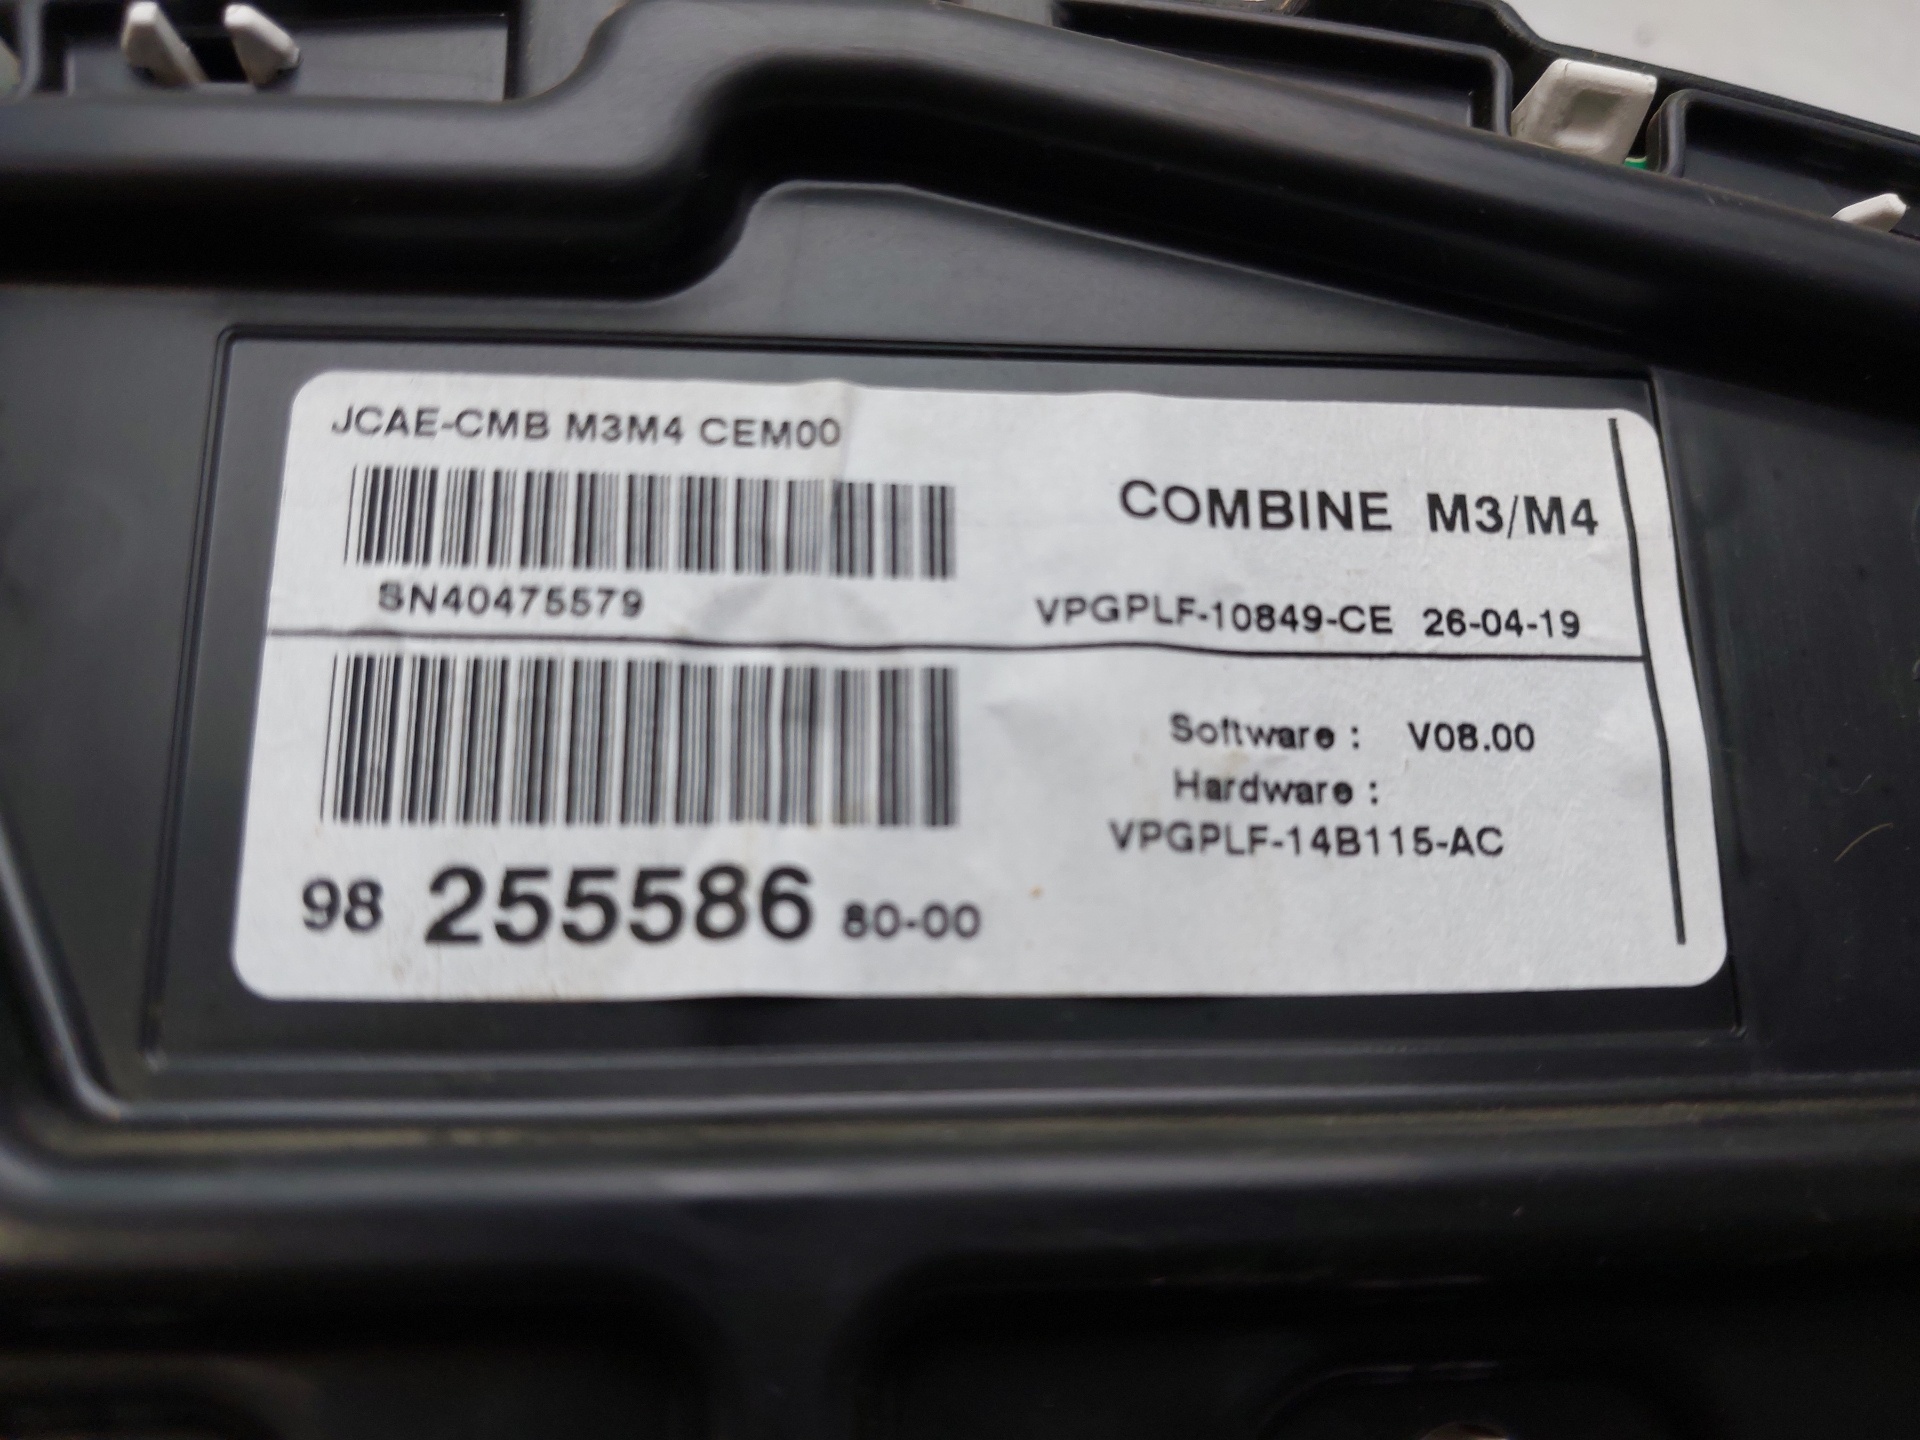 JCAE-CMB M3M4 CEM00
COMBINE M3/M4
SN40475579
VPGPLF-10849-CE 26-04-19
Software : V08.00
Hardware :
VPGPLF-14B115-AC
98 255586 80-00